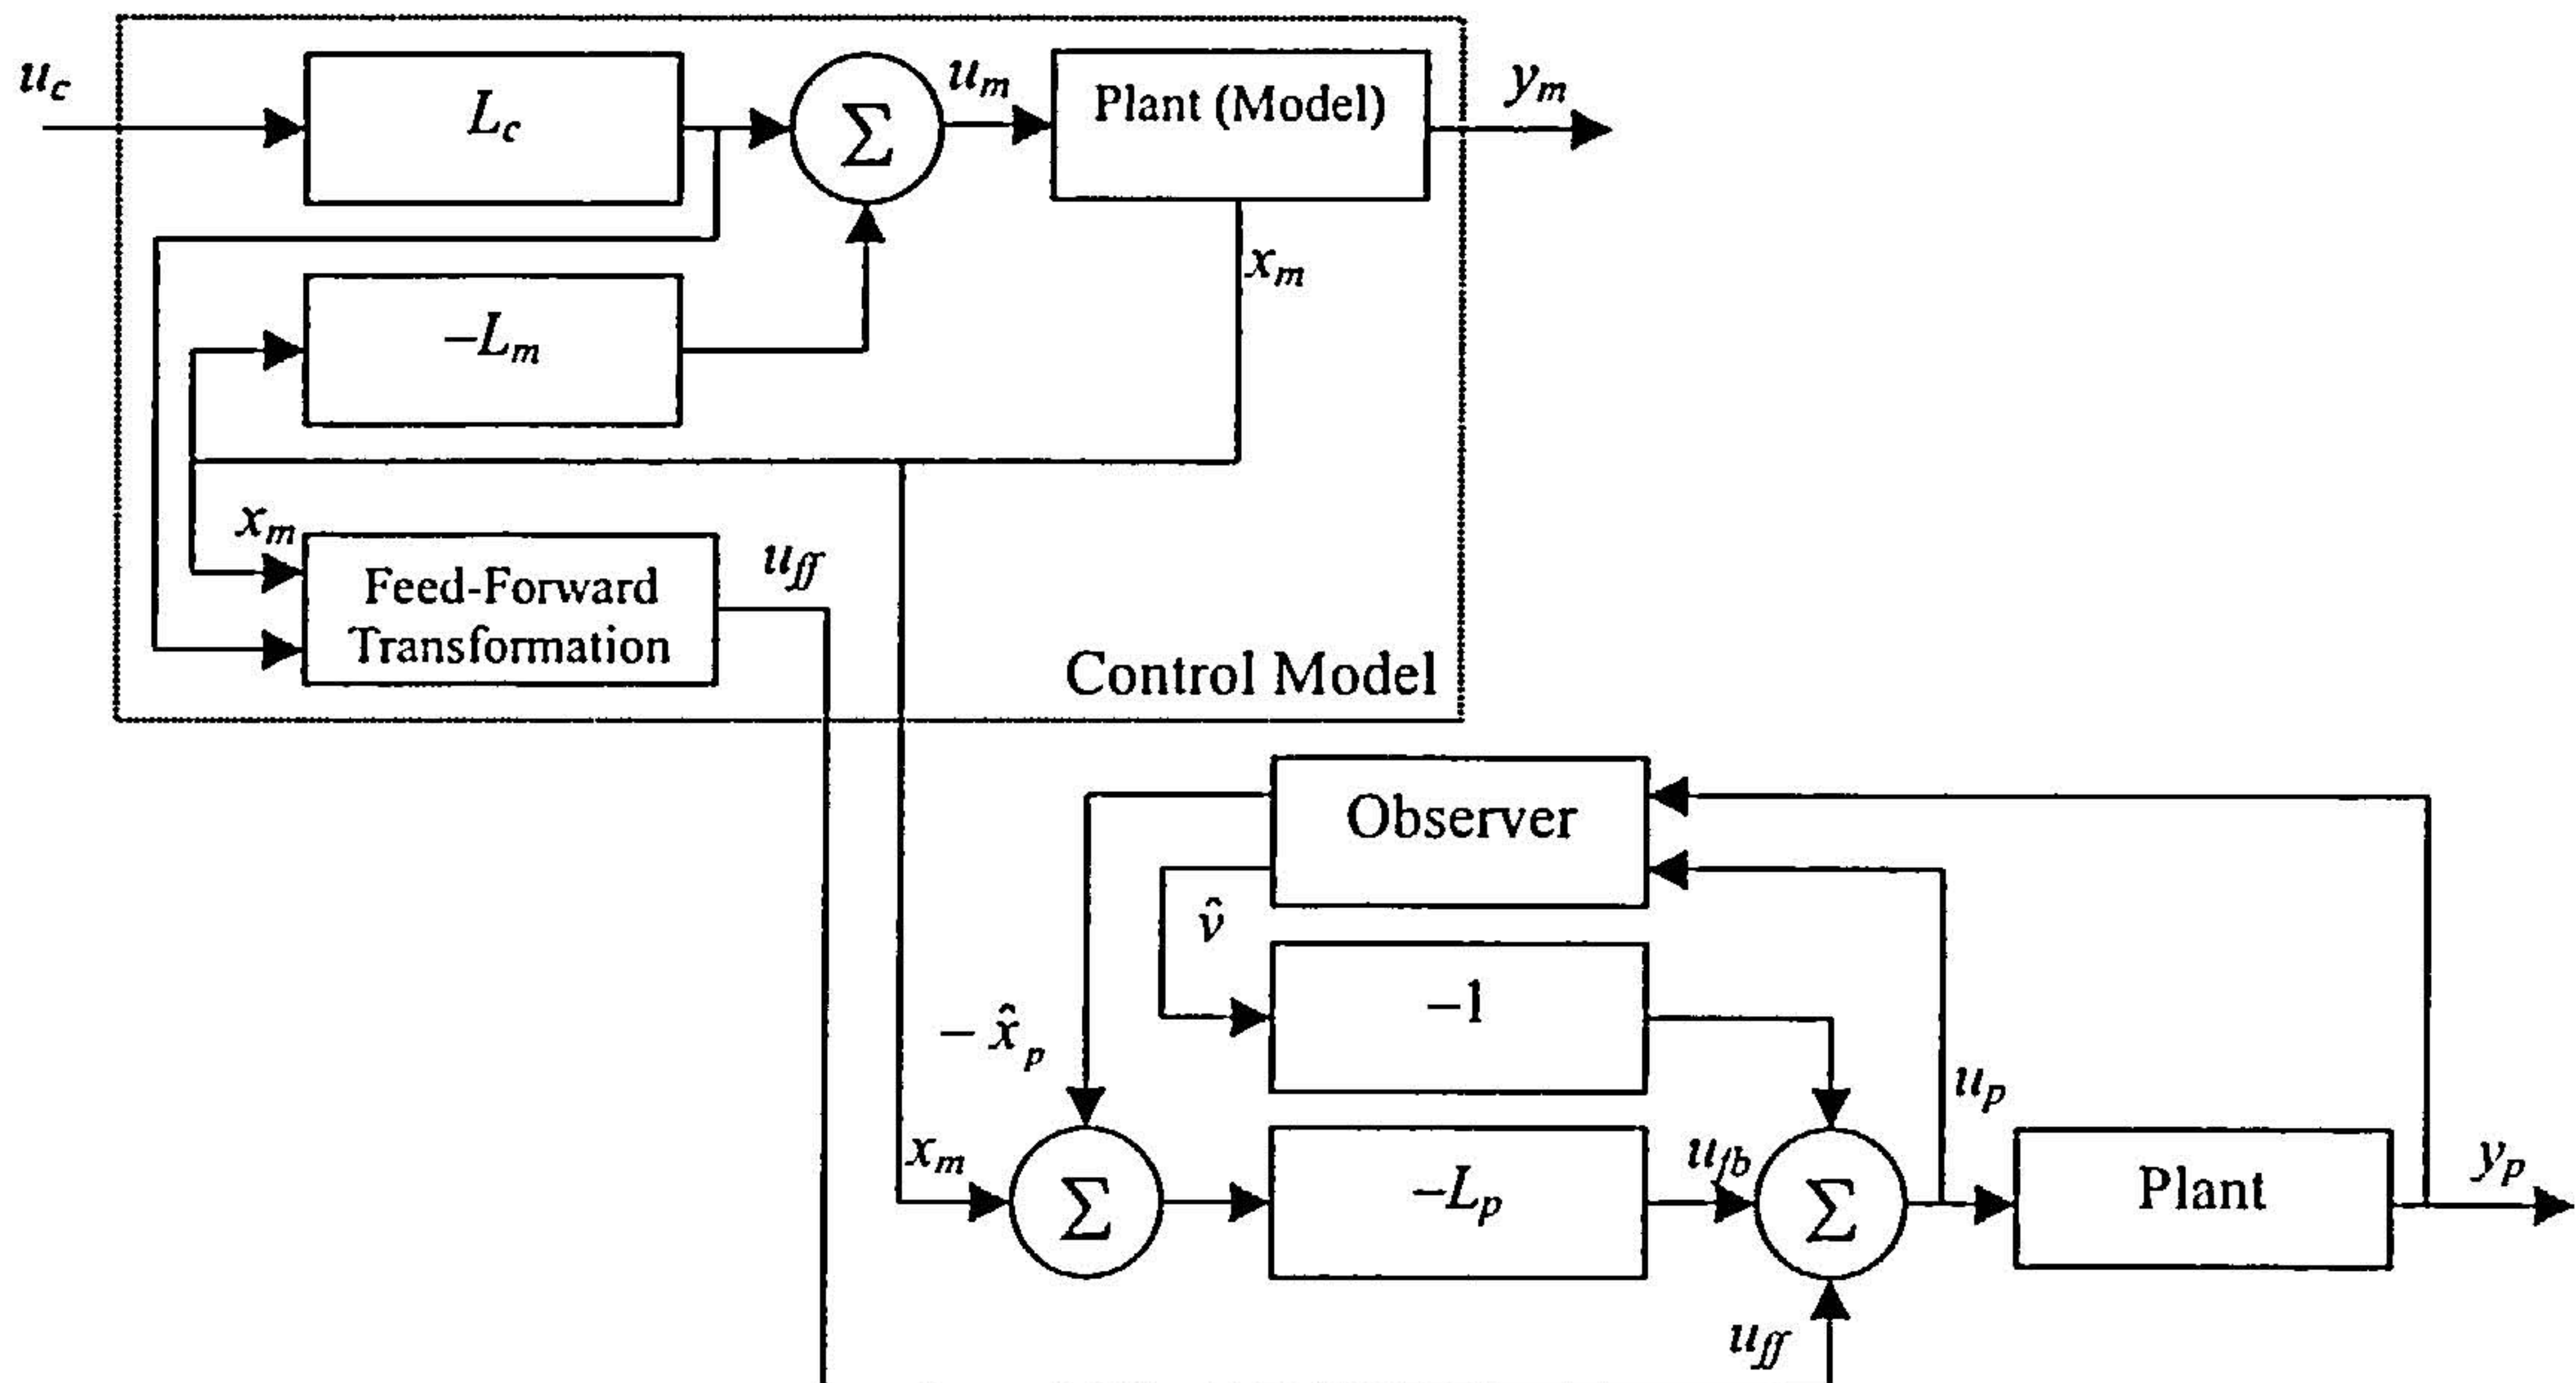 u_c
L_c
Σ
u_m
Plant (Model)
y_m
x_m
–L_m
x_m
Feed-Forward
Transformation
u_ff
Control Model
Observer
v̂
–1
– x̂_p
x_m
Σ
–L_p
u_fb
Σ
u_p
Plant
y_p
u_ff